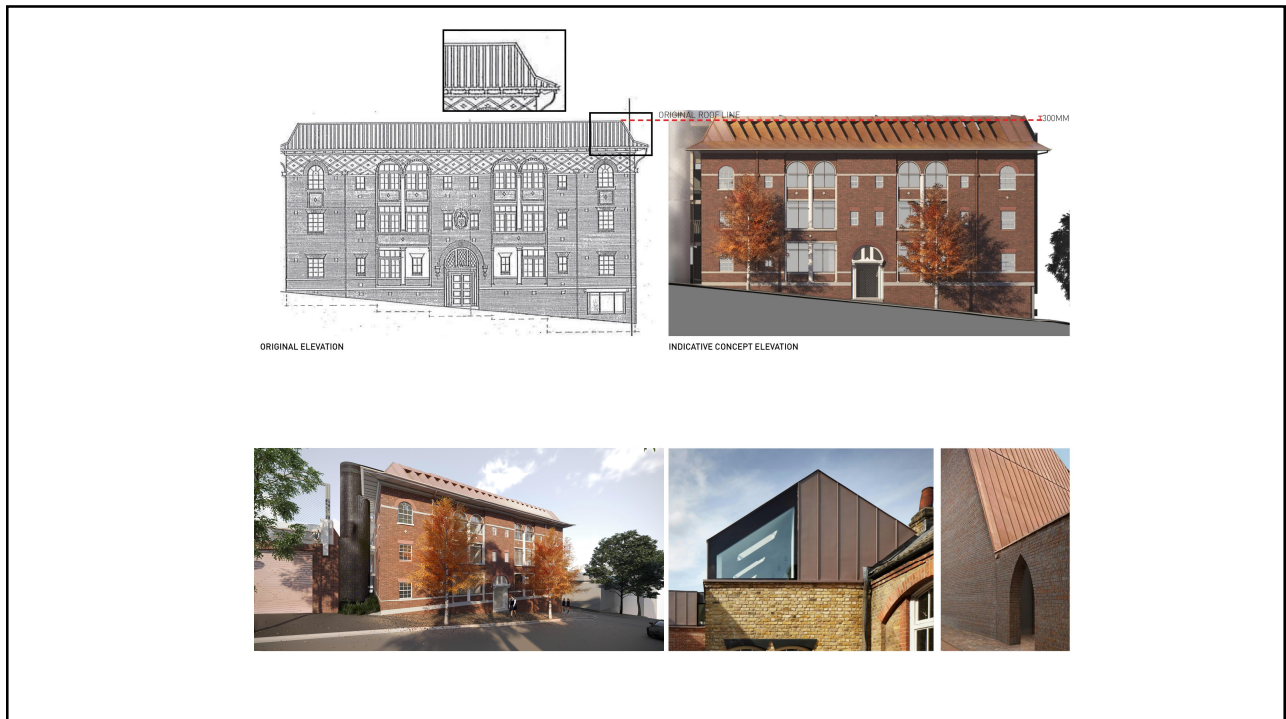 ORIGINAL ROOF LINE
300MM
ORIGINAL ELEVATION
INDICATIVE CONCEPT ELEVATION